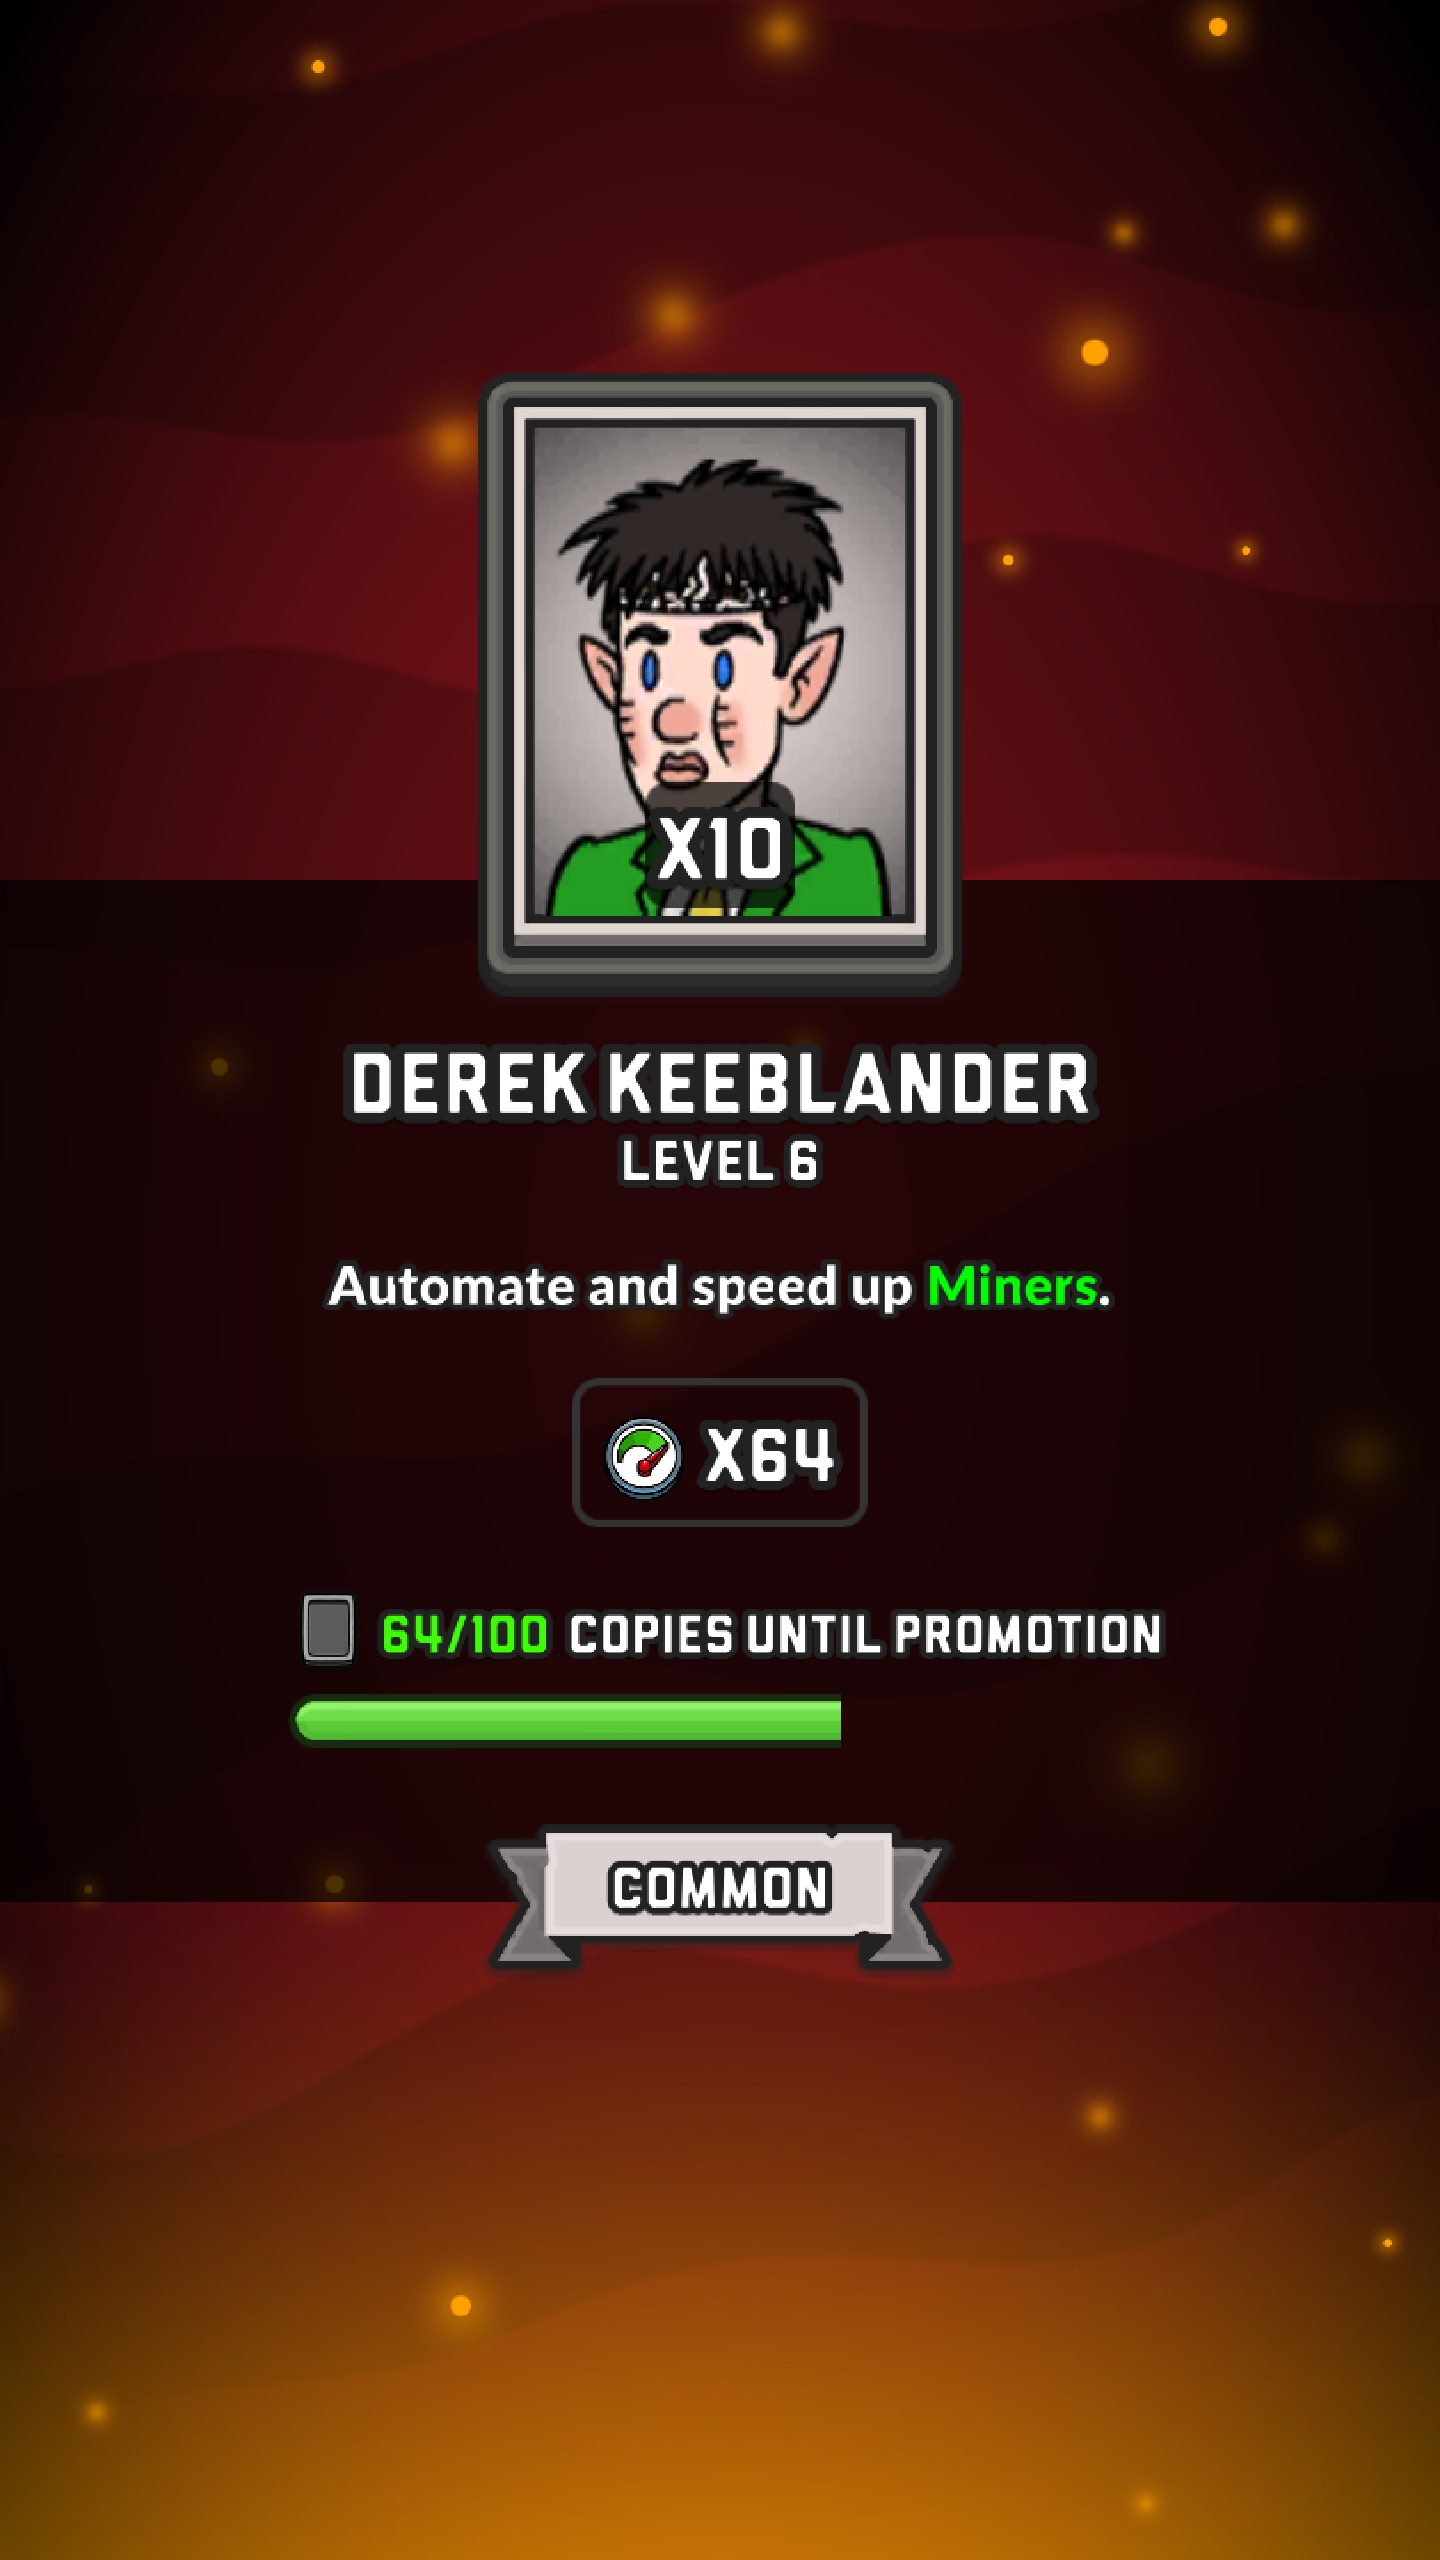 X10
DEREK KEEBLANDER
LEVEL 6
Automate and speed up Miners.
X64
64/100 COPIES UNTIL PROMOTION
COMMON